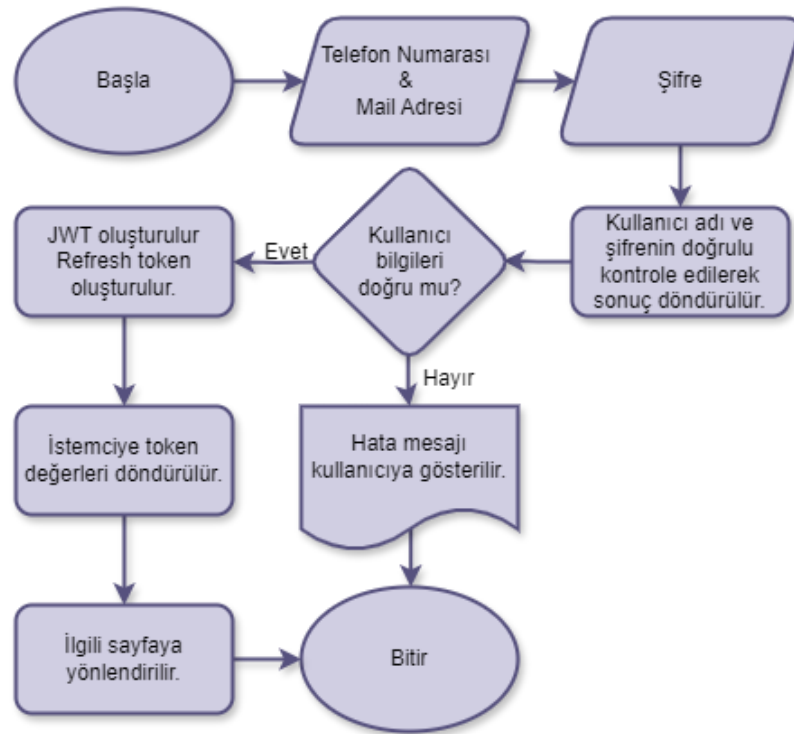 Başla
Telefon Numarası
&
Mail Adresi
Şifre
Kullanıcı adı ve
şifrenin doğrulu
kontrole edilerek
sonuç döndürülür.
Kullanıcı
bilgileri
doğru mu?
Evet
JWT oluşturulur
Refresh token
oluşturulur.
Hayır
İstemciye token
değerleri döndürülür.
Hata mesajı
kullanıcıya gösterilir.
İlgili sayfaya
yönlendirilir.
Bitir